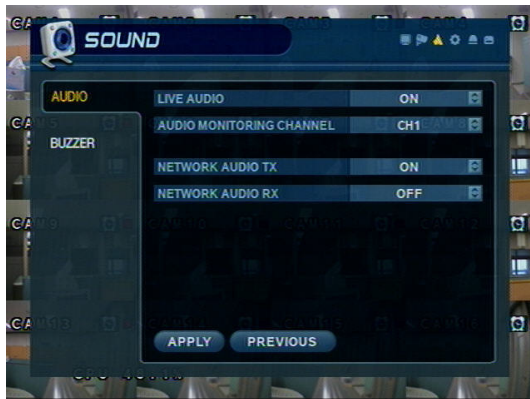 SOUND
AUDIO
BUZZER
LIVE AUDIO ON
AUDIO MONITORING CHANNEL CH1
NETWORK AUDIO TX ON
NETWORK AUDIO RX OFF
APPLY PREVIOUS